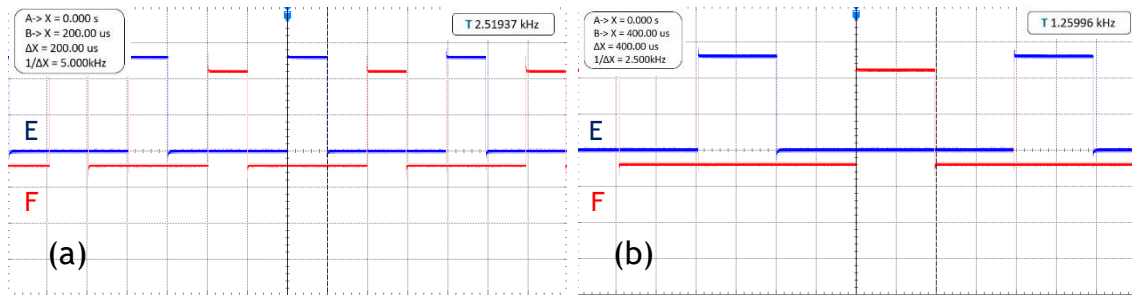 A-> X = 0.000 s
B-> X = 200.00 us
ΔX = 200.00 us
1/ΔX = 5.000kHz
T 2.51937 kHz
E
F
(a)
A-> X = 0.000 s
B-> X = 400.00 us
ΔX = 400.00 us
1/ΔX = 2.500kHz
T 1.25996 kHz
E
F
(b)